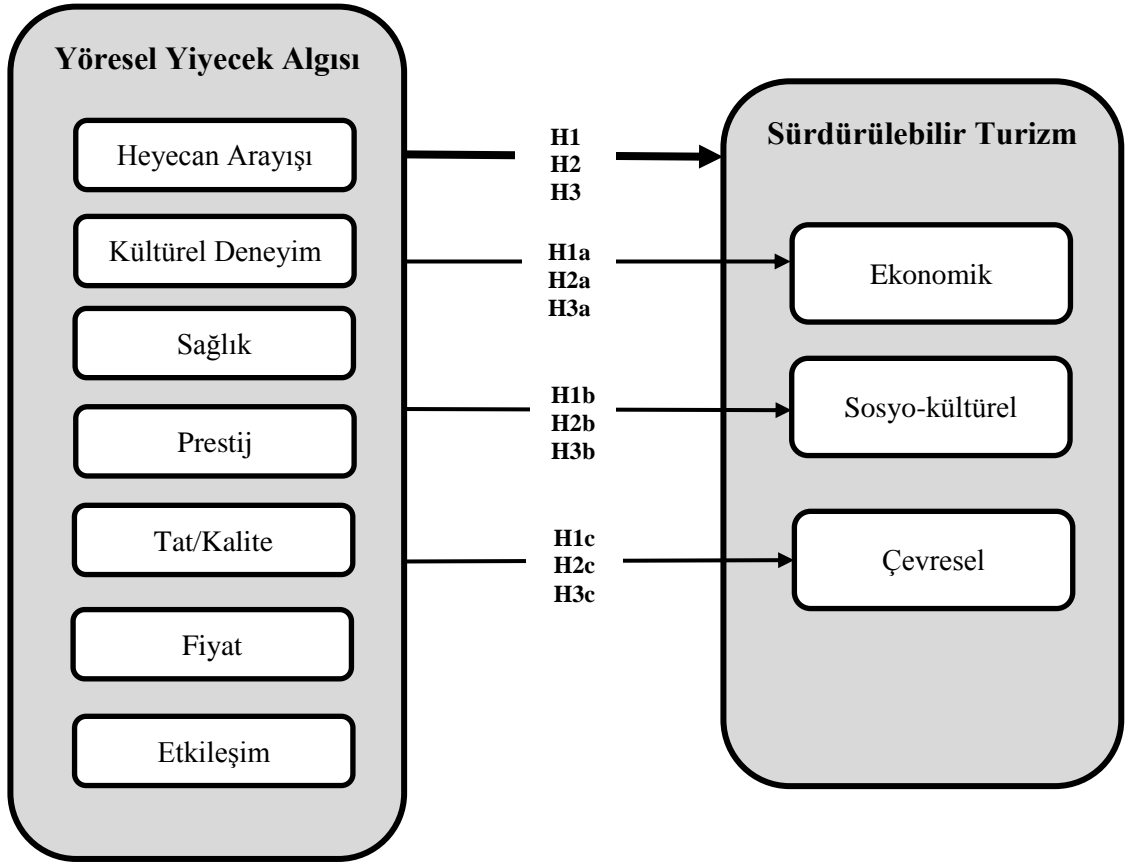 Yöresel Yiyecek Algısı
Heyecan Arayışı
Kültürel Deneyim
Sağlık
Prestij
Tat/Kalite
Fiyat
Etkileşim
H1
H2
H3
H1a
H2a
H3a
H1b
H2b
H3b
H1c
H2c
H3c
Sürdürülebilir Turizm
Ekonomik
Sosyo-kültürel
Çevresel